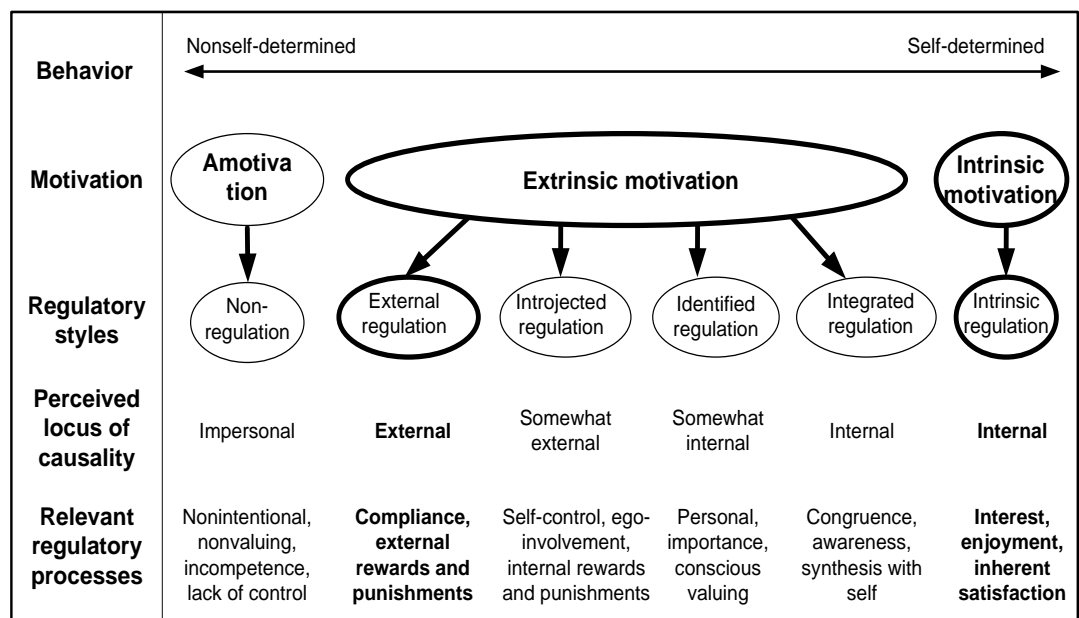 Nonself-determined
Self-determined
Behavior
Motivation
Amotiva
tion
Extrinsic motivation
Intrinsic
motivation
Regulatory
styles
Non-
regulation
External
regulation
Introjected
regulation
Identified
regulation
Integrated
regulation
Intrinsic
regulation
Perceived
locus of
causality
Impersonal
External
Somewhat
external
Somewhat
internal
Internal
Internal
Relevant
regulatory
processes
Nonintentional,
nonvaluing,
incompetence,
lack of control
Compliance,
external
rewards and
punishments
Self-control, ego-
involvement,
internal rewards
and punishments
Personal,
importance,
conscious
valuing
Congruence,
awareness,
synthesis with
self
Interest,
enjoyment,
inherent
satisfaction